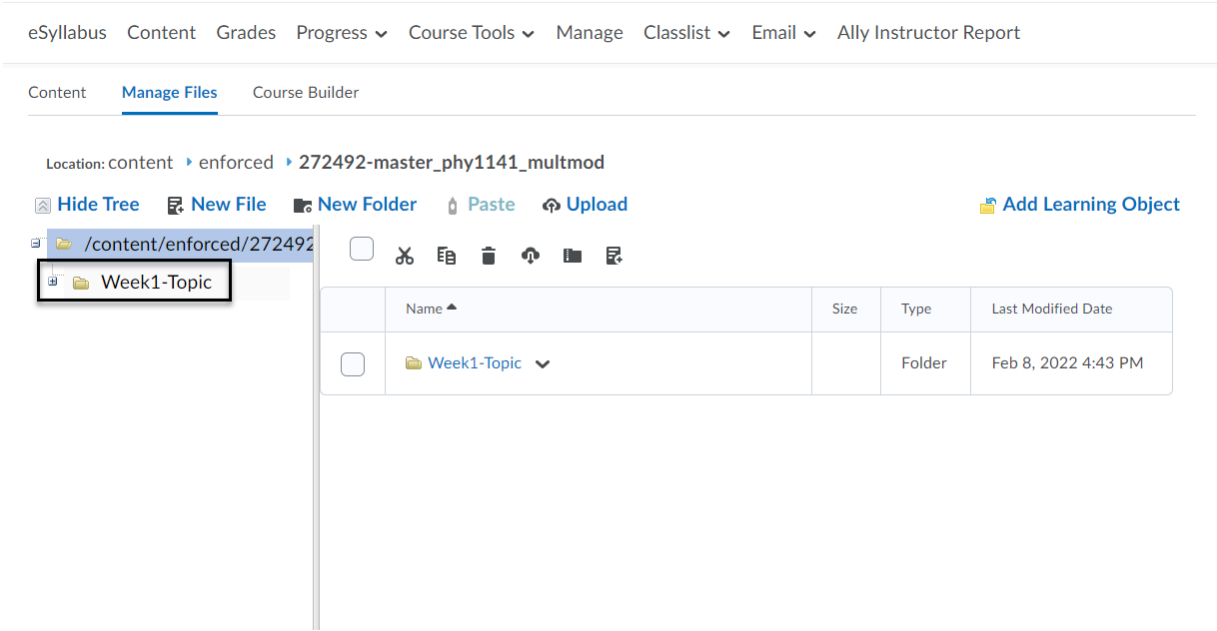 eSyllabus Content Grades Progress Course Tools Manage Classlist Email Ally Instructor Report
Content Manage Files Course Builder
Location: content enforced 272492-master_phy1141_multmod
Hide Tree New File New Folder Paste Upload Add Learning Object
/content/enforced/272492
Week1-Topic
Name Size Type Last Modified Date
Week1-Topic Folder Feb 8, 2022 4:43 PM